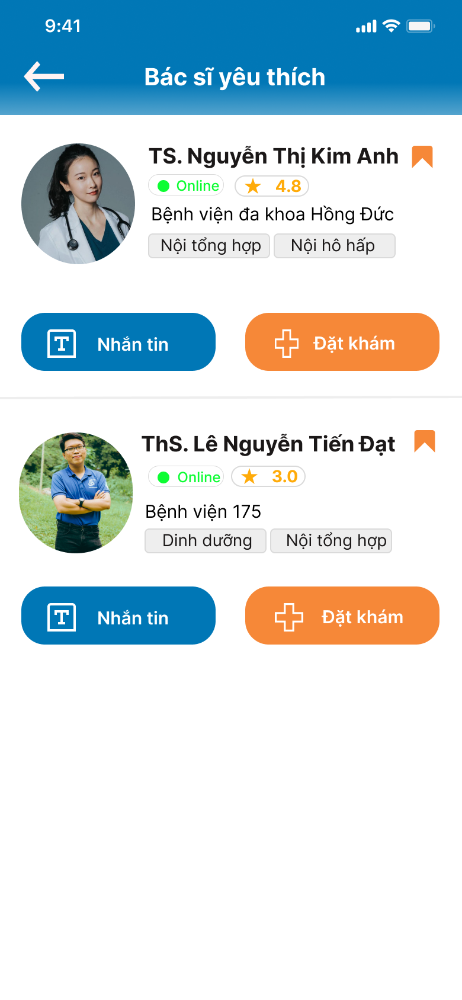 9:41
Bác sĩ yêu thích
TS. Nguyễn Thị Kim Anh
Online 4.8
Bệnh viện đa khoa Hồng Đức
Nội tổng hợp Nội hô hấp
Nhắn tin Đặt khám
ThS. Lê Nguyễn Tiến Đạt
Online 3.0
Bệnh viện 175
Dinh dưỡng Nội tổng hợp
Nhắn tin Đặt khám